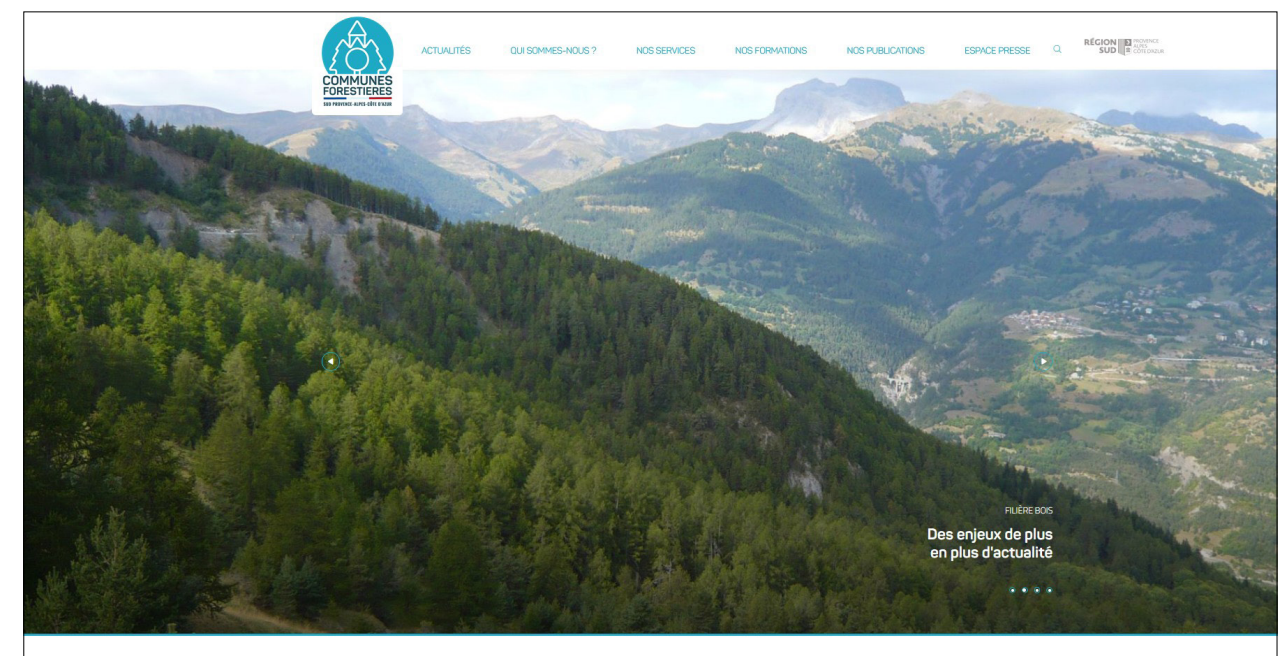 COMMUNES
FORESTIERES
SUD PROVENCE-ALPES-CÔTE D'AZUR
ACTUALITÉS
QUI SOMMES-NOUS ?
NOS SERVICES
NOS FORMATIONS
NOS PUBLICATIONS
ESPACE PRESSE
RÉGION
SUD
PROVENCE
ALPES
CÔTE D'AZUR
FILIÈRE BOIS
Des enjeux de plus
en plus d'actualité